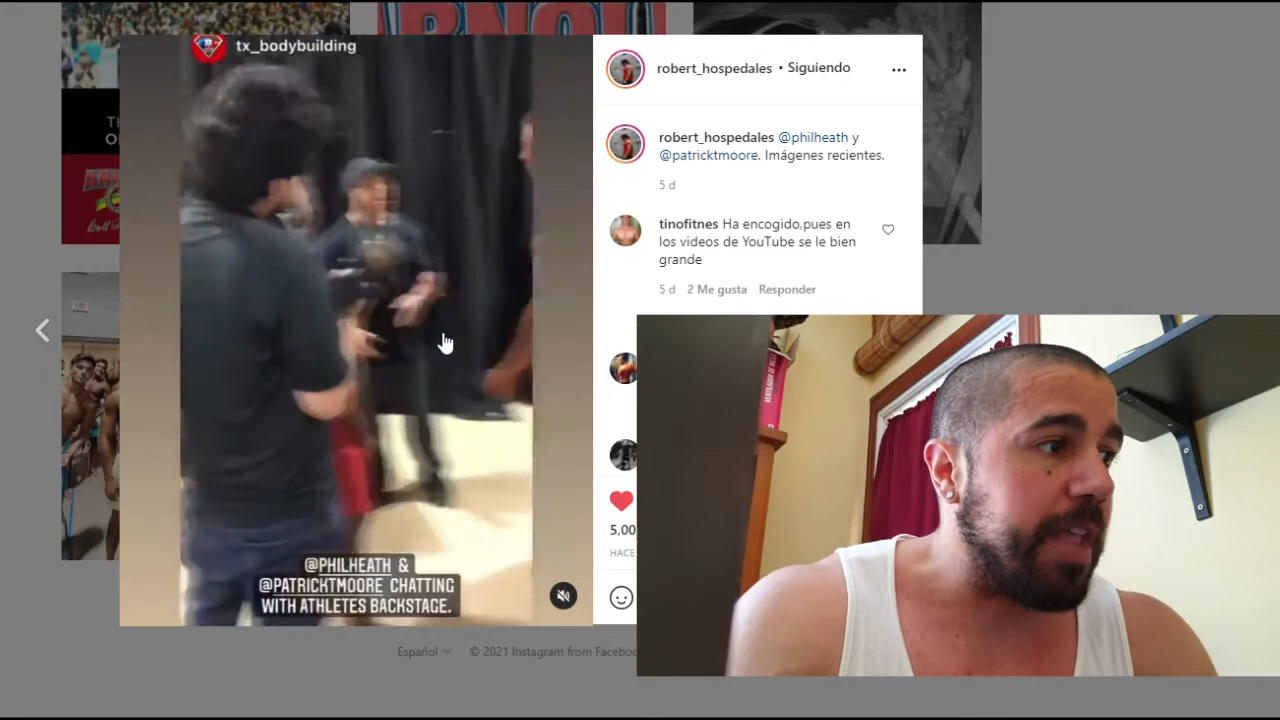 tx_bodybuilding
robert_hospedales • Siguiendo
robert_hospedales @philheath y
@patricktmoore. Imágenes recientes.
5 d
tinofitnes Ha encogido,pues en
los videos de YouTube se le bien
grande
5 d 2 Me gusta Responder
@PHILHEATH &
@PATRICKTMOORE CHATTING
WITH ATHLETES BACKSTAGE.
5,00
HACE
Español © 2021 Instagram from Faceboo